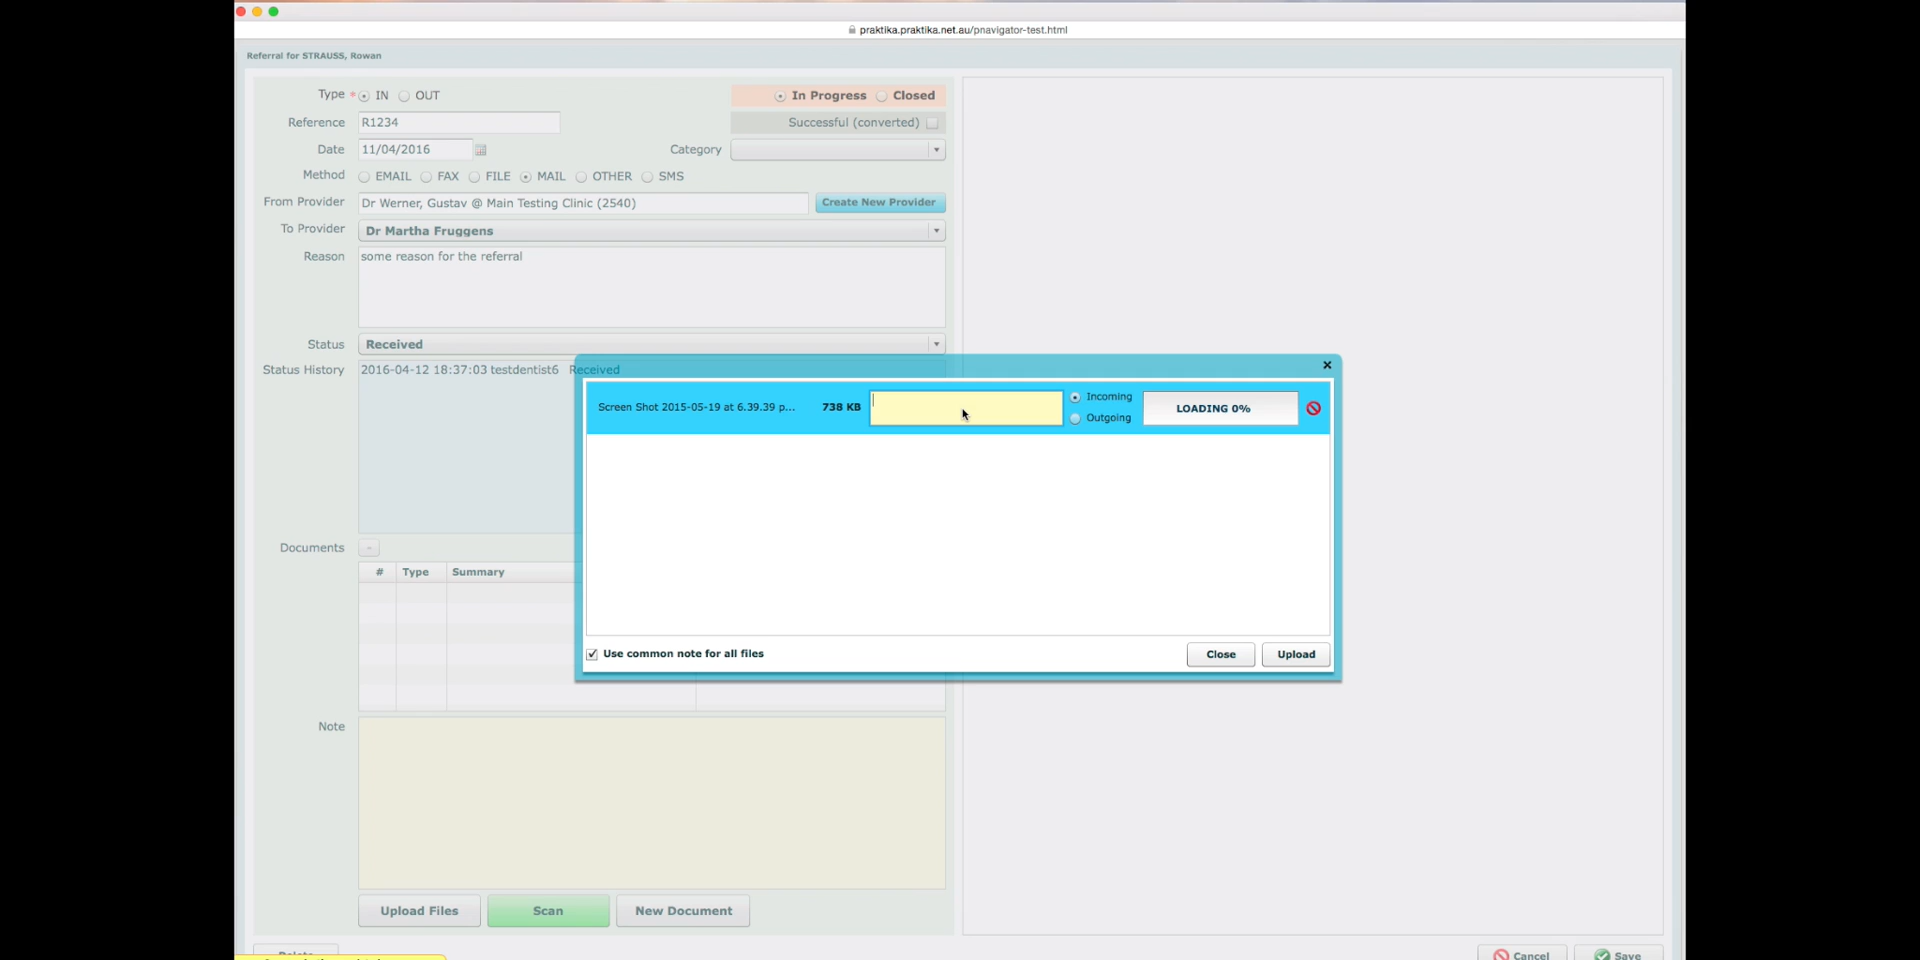 praktika.praktika.net.au/pnavigator-test.html
Referral for STRAUSS, Rowan
Type * IN OUT
In Progress Closed
Reference R1234
Successful (converted)
Date 11/04/2016
Category
Method EMAIL FAX FILE MAIL OTHER SMS
From Provider Dr Werner, Gustav @ Main Testing Clinic (2540) Create New Provider
To Provider Dr Martha Fruggens
Reason some reason for the referral
Status Received
Status History 2016-04-12 18:37:03 testdentist6 Received
Screen Shot 2015-05-19 at 6.39.39 p... 738 KB
Incoming
Outgoing
LOADING 0%
Use common note for all files
Close Upload
Documents -
# Type Summary
Note
Upload Files Scan New Document
Delete
Cancel Save